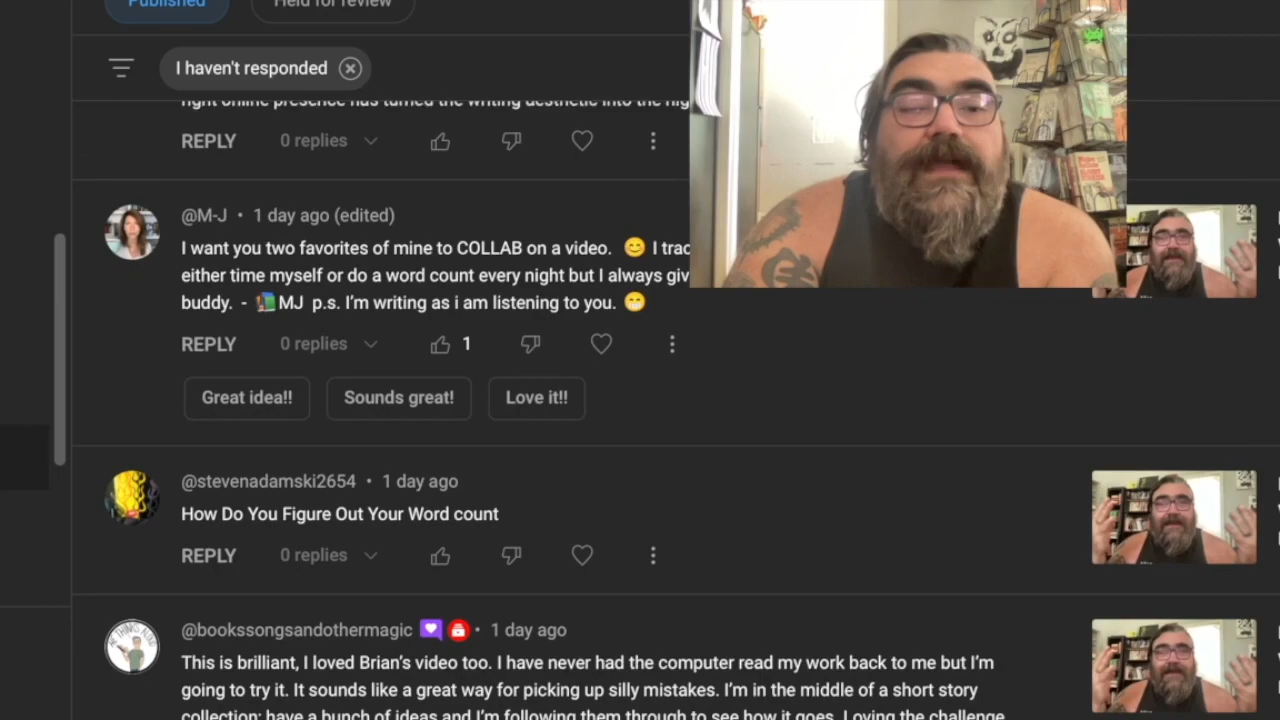 Published
Held for review
I haven't responded
right online presence has turned the writing aesthetic into the hig
REPLY 0 replies
@M-J • 1 day ago (edited)
I want you two favorites of mine to COLLAB on a video. 😊 I trac
either time myself or do a word count every night but I always giv
buddy. - MJ p.s. I'm writing as i am listening to you. 😁
REPLY 0 replies 1
Great idea!! Sounds great! Love it!!
@stevenadamski2654 • 1 day ago
How Do You Figure Out Your Word count
REPLY 0 replies
@bookssongsandothermagic • 1 day ago
This is brilliant, I loved Brian's video too. I have never had the computer read my work back to me but I'm
going to try it. It sounds like a great way for picking up silly mistakes. I'm in the middle of a short story
collection; have a bunch of ideas and I'm following them through to see how it goes. Loving the challenge